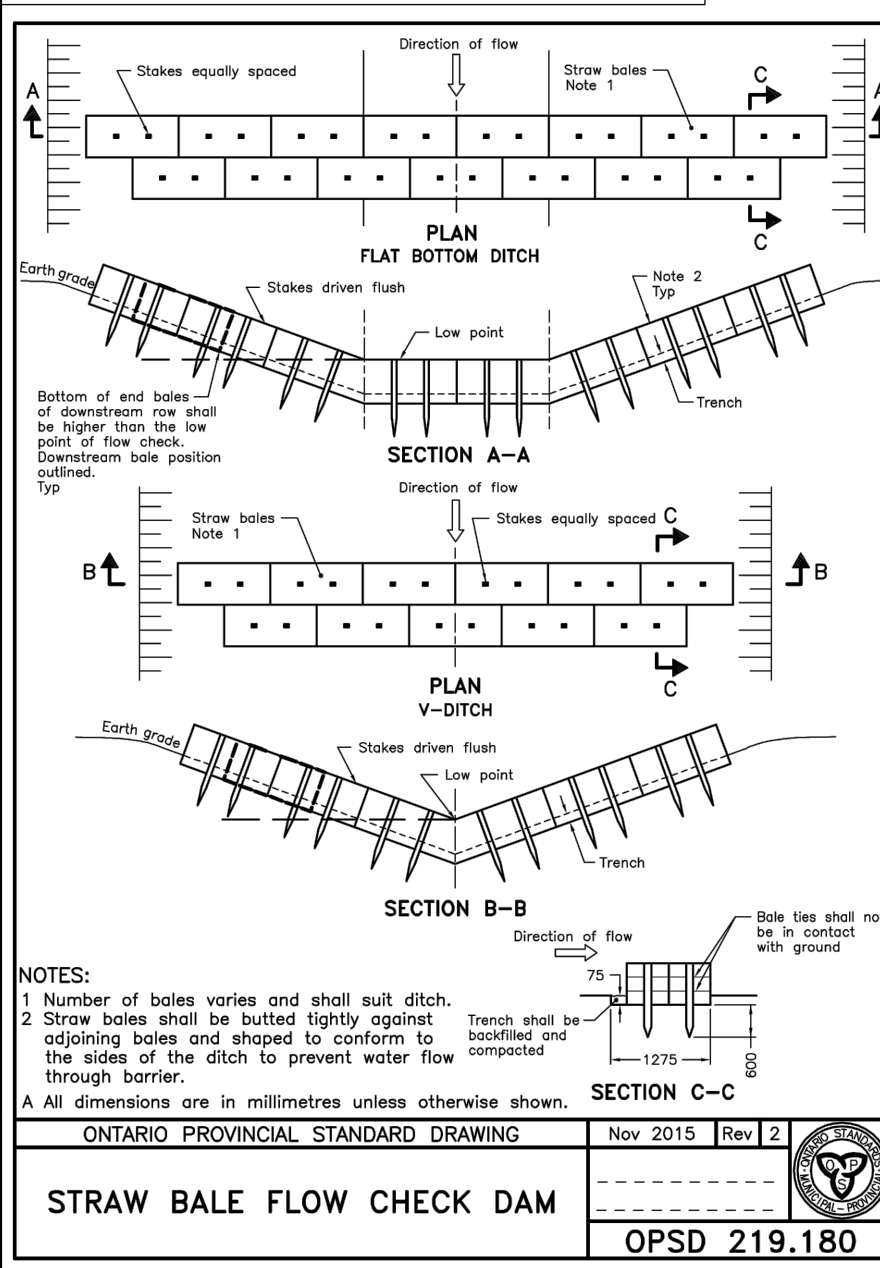 Direction of flow
A
Stakes equally spaced
Straw bales
Note 1
C
A
C
PLAN
FLAT BOTTOM DITCH
Earth grade
Stakes driven flush
Note 2
Typ
Low point
Trench
Bottom of end bales
of downstream row shall
be higher than the low
point of flow check.
Downstream bale position
outlined.
Typ
SECTION A-A
Direction of flow
Straw bales
Note 1
Stakes equally spaced
C
B
B
C
PLAN
V-DITCH
Earth grade
Stakes driven flush
Low point
Trench
SECTION B-B
Direction of flow
Bale ties shall no
be in contact
with ground
75
Trench shall be
backfilled and
compacted
1275
600
SECTION C-C
NOTES:
1 Number of bales varies and shall suit ditch.
2 Straw bales shall be butted tightly against
adjoining bales and shaped to conform to
the sides of the ditch to prevent water flow
through barrier.
A All dimensions are in millimetres unless otherwise shown.
ONTARIO PROVINCIAL STANDARD DRAWING
Nov 2015 Rev 2
STRAW BALE FLOW CHECK DAM
ONTARIO STANDARDS
MUNICIPAL - PROVINCIAL
O P S
OPSD 219.180